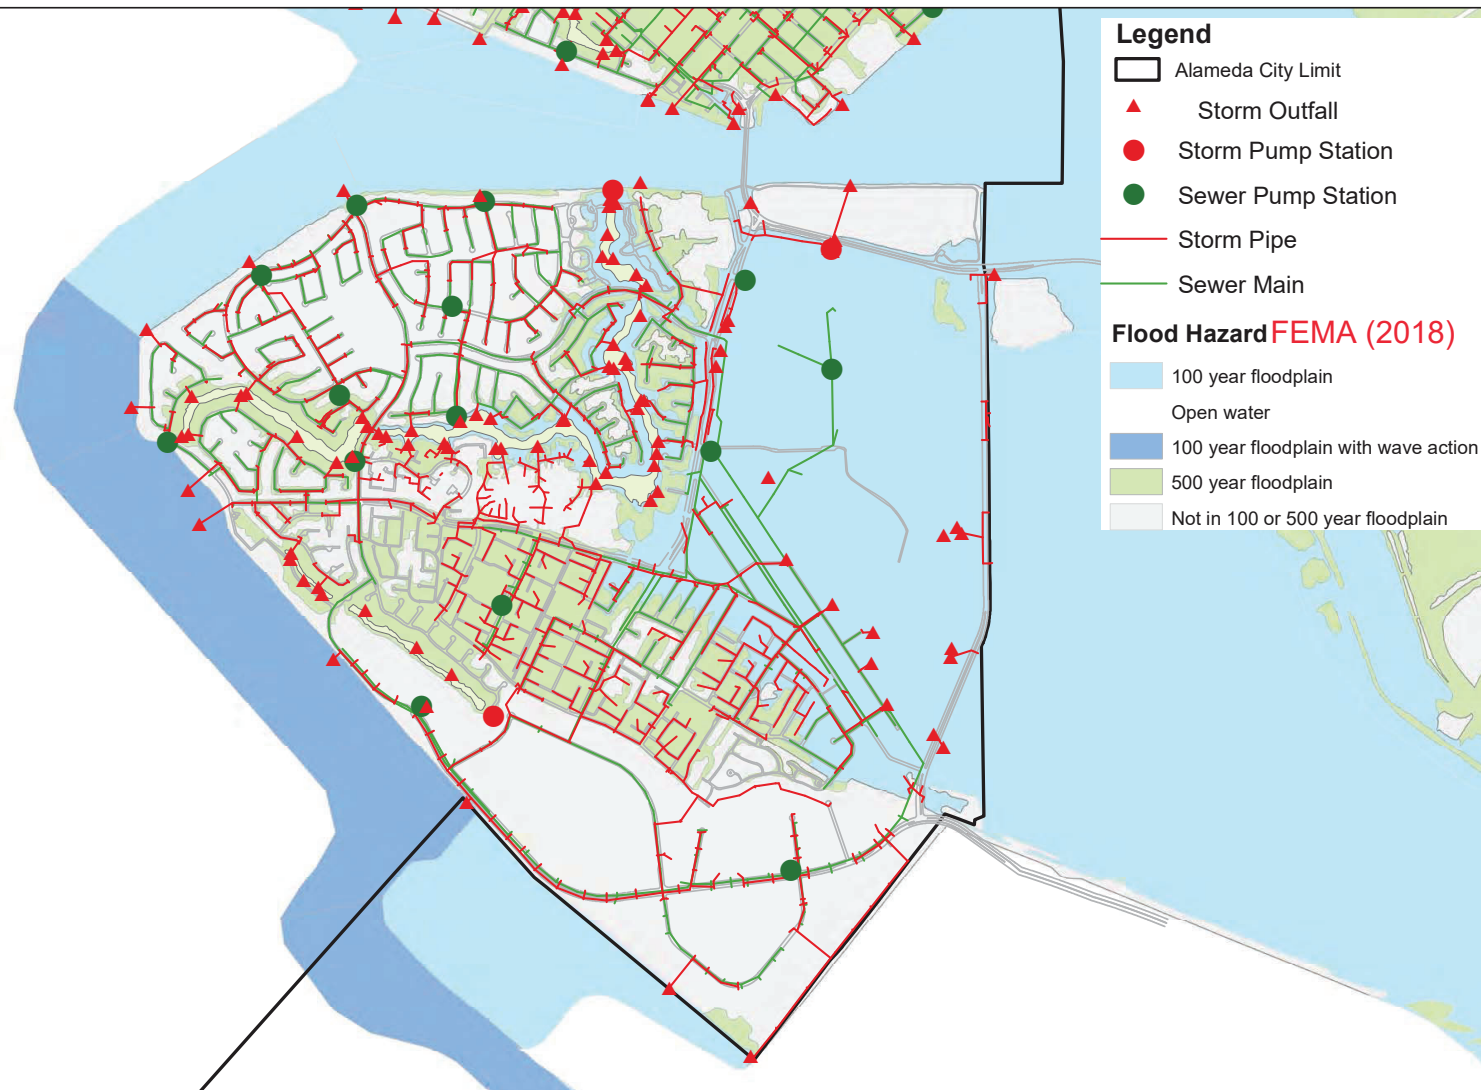 Legend
Alameda City Limit
Storm Outfall
Storm Pump Station
Sewer Pump Station
Storm Pipe
Sewer Main
Flood Hazard FEMA (2018)
100 year floodplain
Open water
100 year floodplain with wave action
500 year floodplain
Not in 100 or 500 year floodplain